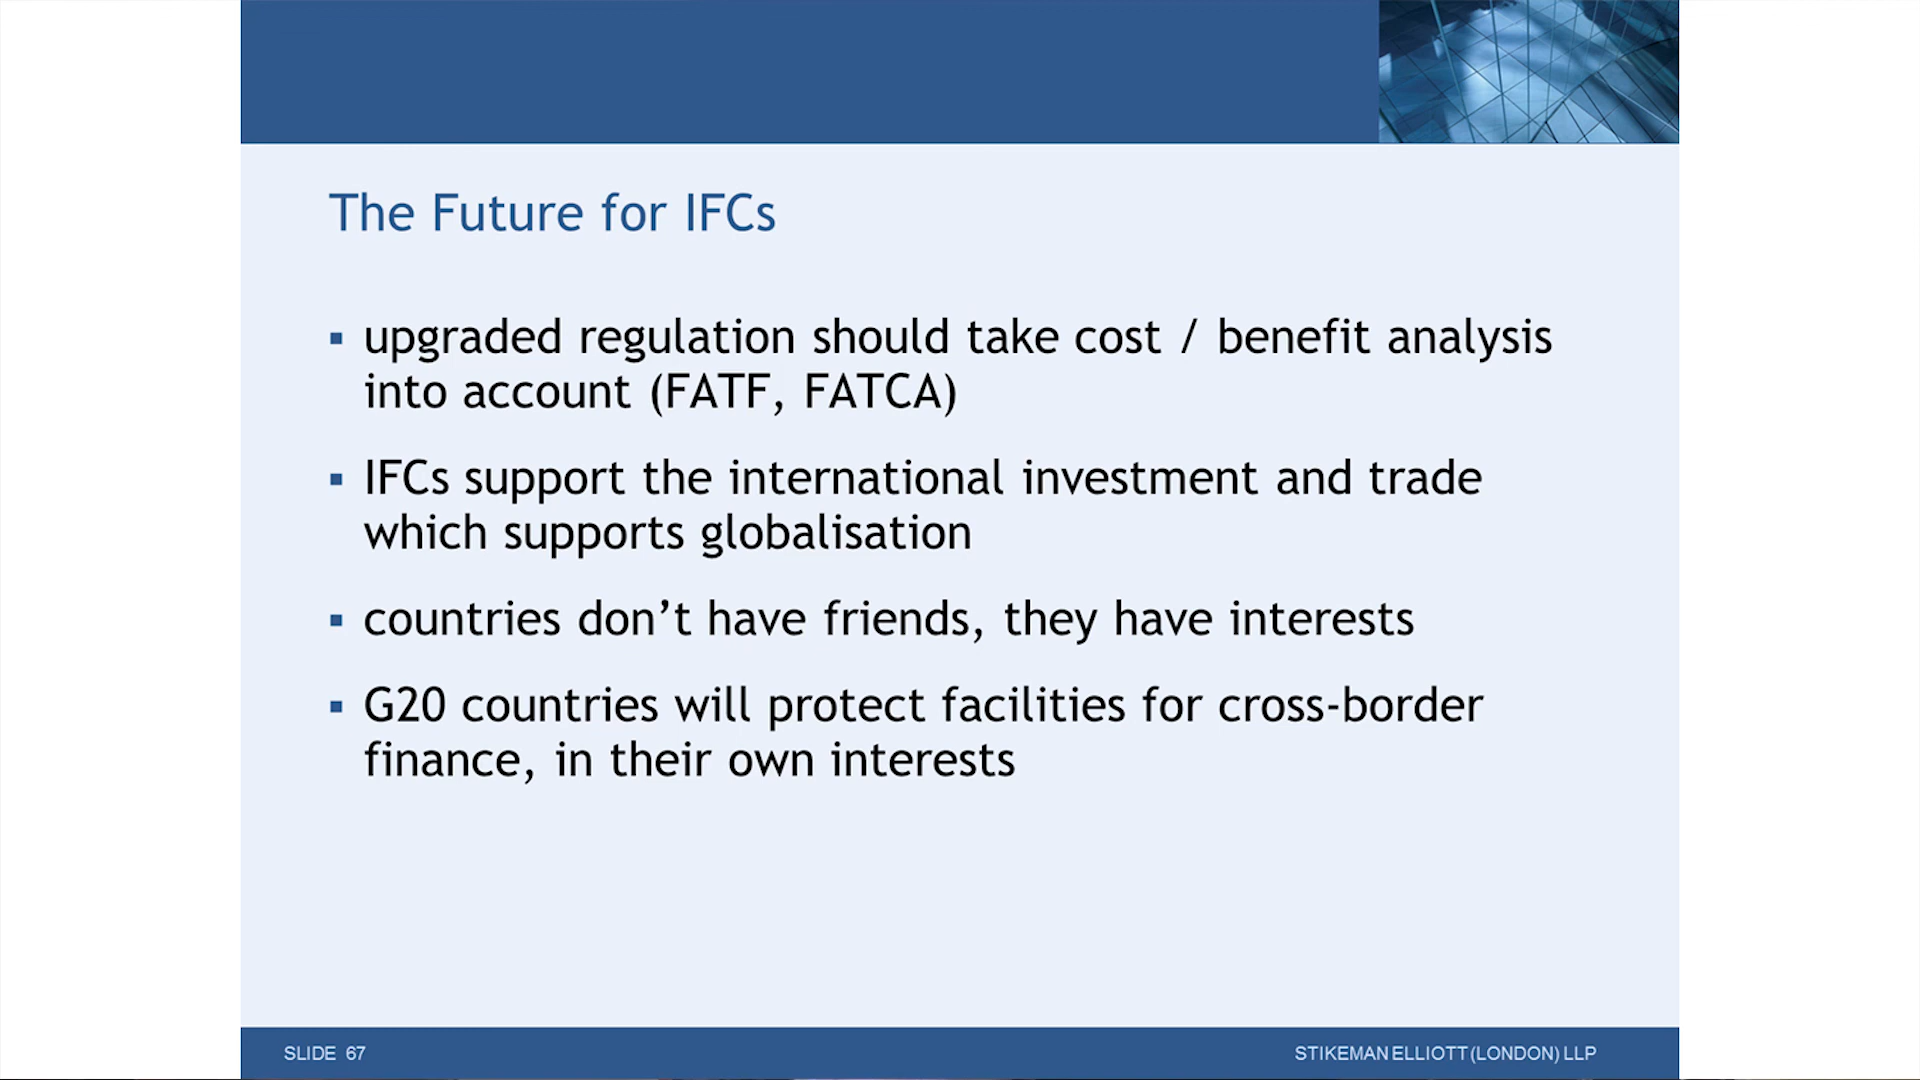 The Future for IFCs
▪ upgraded regulation should take cost / benefit analysis
into account (FATF, FATCA)
▪ IFCs support the international investment and trade
which supports globalisation
▪ countries don’t have friends, they have interests
▪ G20 countries will protect facilities for cross-border
finance, in their own interests
SLIDE 67
STIKEMAN ELLIOTT (LONDON) LLP